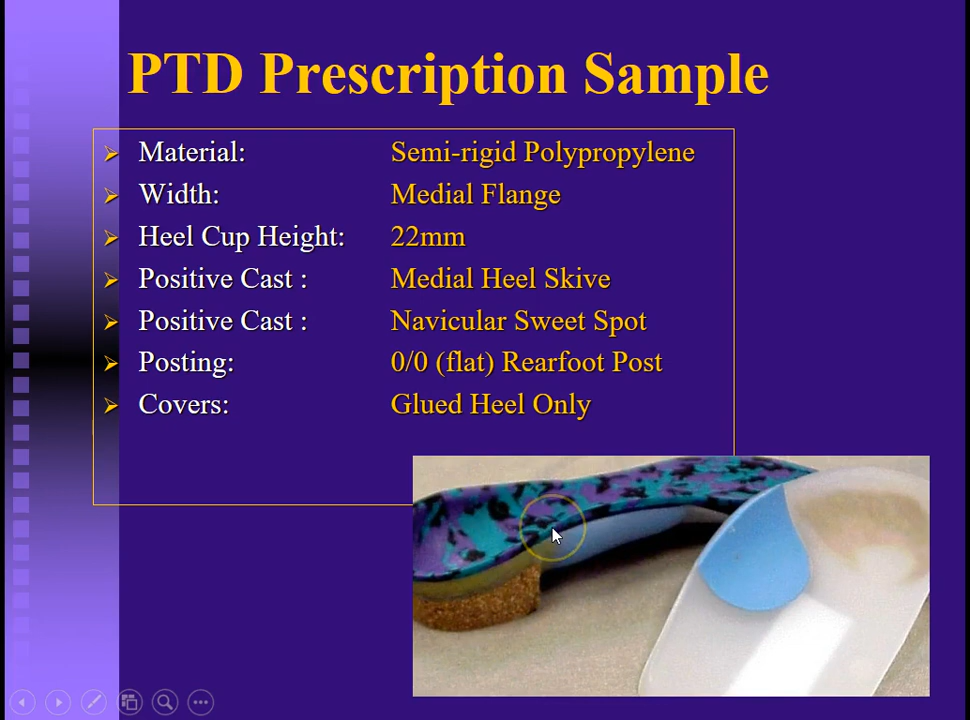 PTD Prescription Sample
Material: Semi-rigid Polypropylene
Width: Medial Flange
Heel Cup Height: 22mm
Positive Cast : Medial Heel Skive
Positive Cast : Navicular Sweet Spot
Posting: 0/0 (flat) Rearfoot Post
Covers: Glued Heel Only